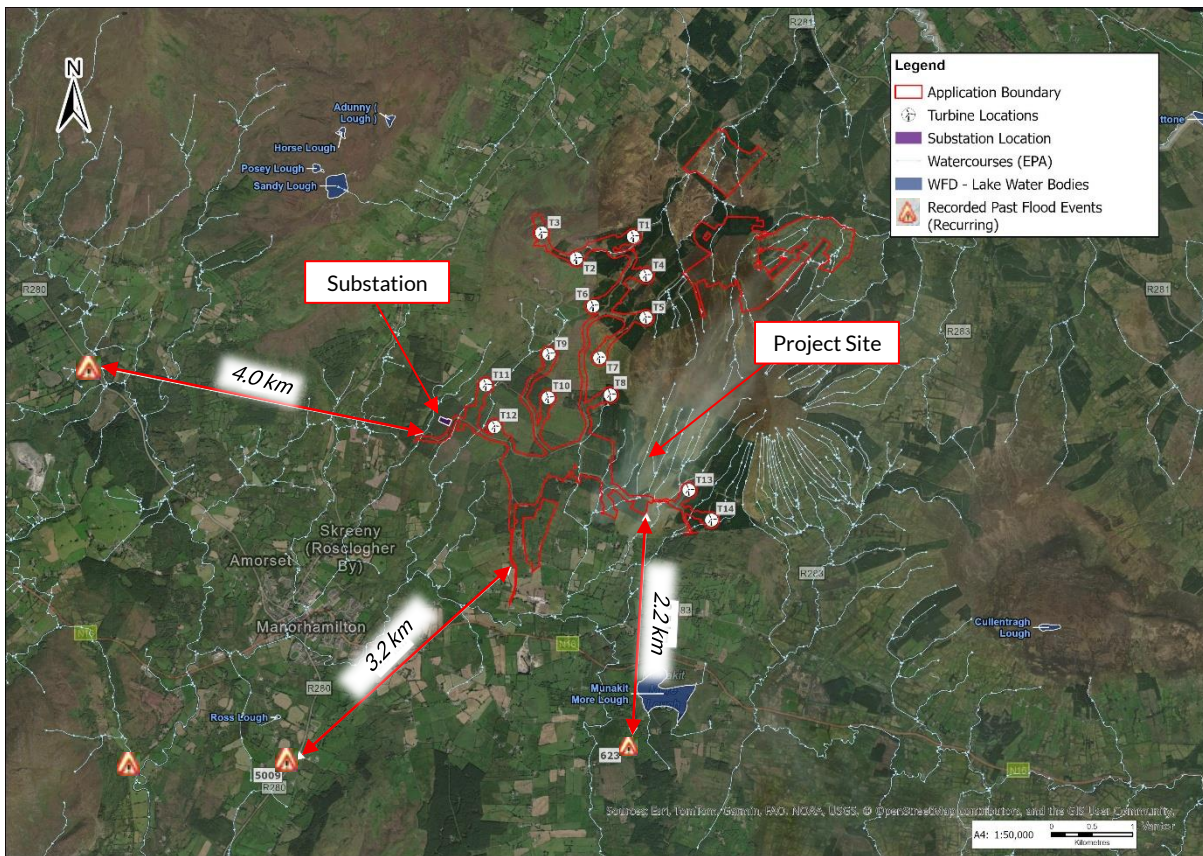 R281
N
Legend
Application Boundary
Turbine Locations
Substation Location
Watercourses (EPA)
WFD - Lake Water Bodies
Recorded Past Flood Events
(Recurring)
Adunny (
Lough )
Horse Lough
Posey Lough
Sandy Lough
ttone
T3
T1
T2
T4
T6
T5
Substation
R280
R281
R283
Project Site
T9
T7
T11
T10
T8
4.0 km
T12
T13
T14
Skreeny
(Rosclogher
By)
Amorset
Manorhamilton
R283
2.2 km
83
Cullentragh
Lough
N16
3.2 km
R280
Munakit
More Lough
Ross Lough
623
5009
R280
N16
Sources: Esri, TomTom, Garmin, FAO, NOAA, USGS, © OpenStreetMap contributors, and the GIS User Community,
A4: 1:50,000
0 0.5 1
Kilometres